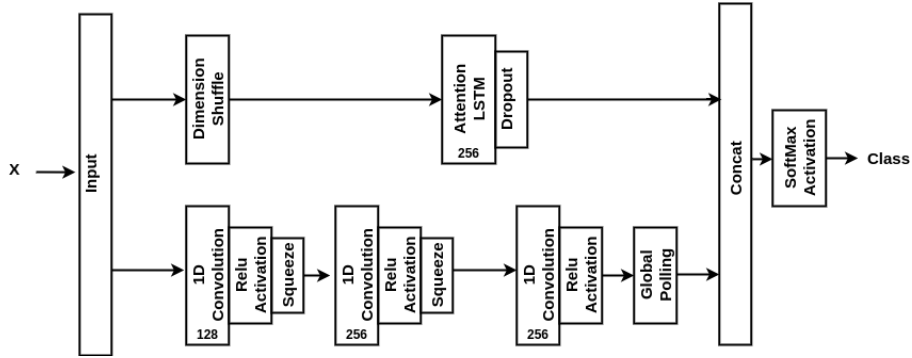 X
Input
Dimension
Shuffle
Attention
LSTM
256
Dropout
1D
Convolution
128
Relu
Activation
Squeeze
1D
Convolution
256
Relu
Activation
Squeeze
1D
Convolution
256
Relu
Activation
Global
Polling
Concat
SoftMax
Activation
Class